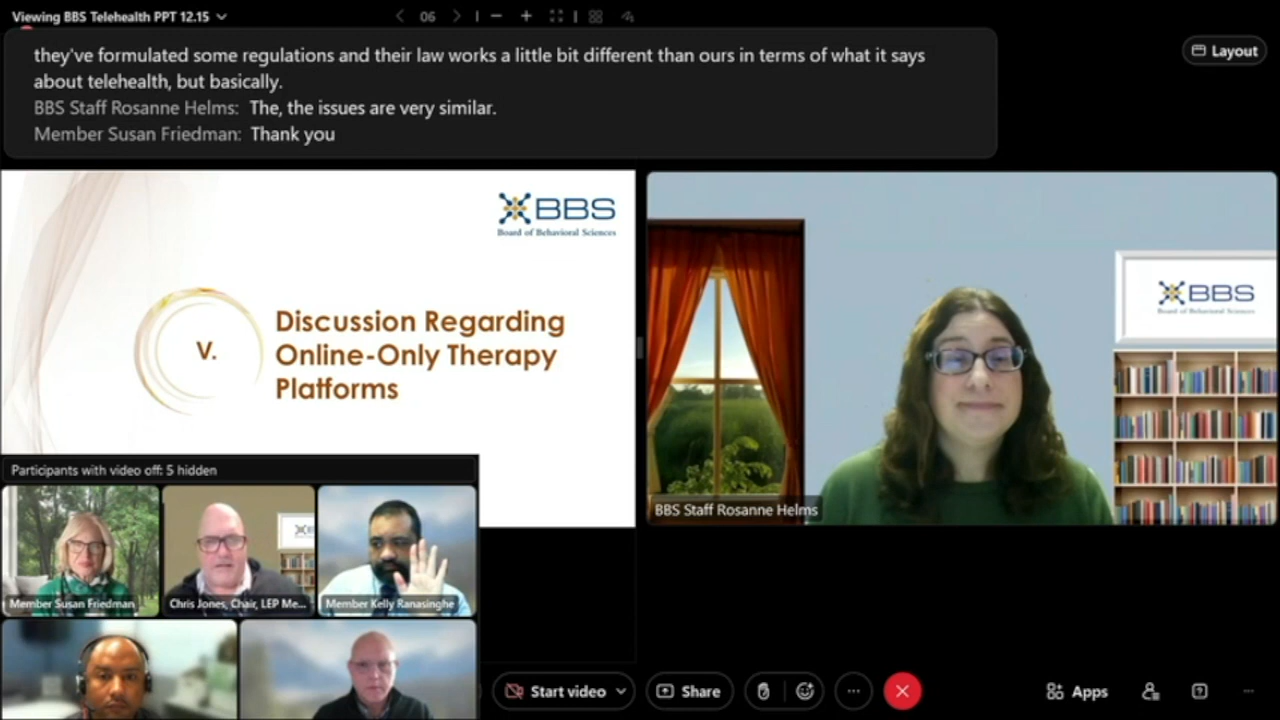 Viewing BBS Telehealth PPT 12.15
06
they've formulated some regulations and their law works a little bit different than ours in terms of what it says
about telehealth, but basically.
BBS Staff Rosanne Helms: The, the issues are very similar.
Member Susan Friedman: Thank you
Layout
BBS
Board of Behavioral Sciences
V.
Discussion Regarding
Online-Only Therapy
Platforms
BBS
Board of Behavioral Sciences
BBS Staff Rosanne Helms
Participants with video off: 5 hidden
Member Susan Friedman
Chris Jones, Chair, LEP Me...
Member Kelly Ranasinghe
Start video
Share
Apps